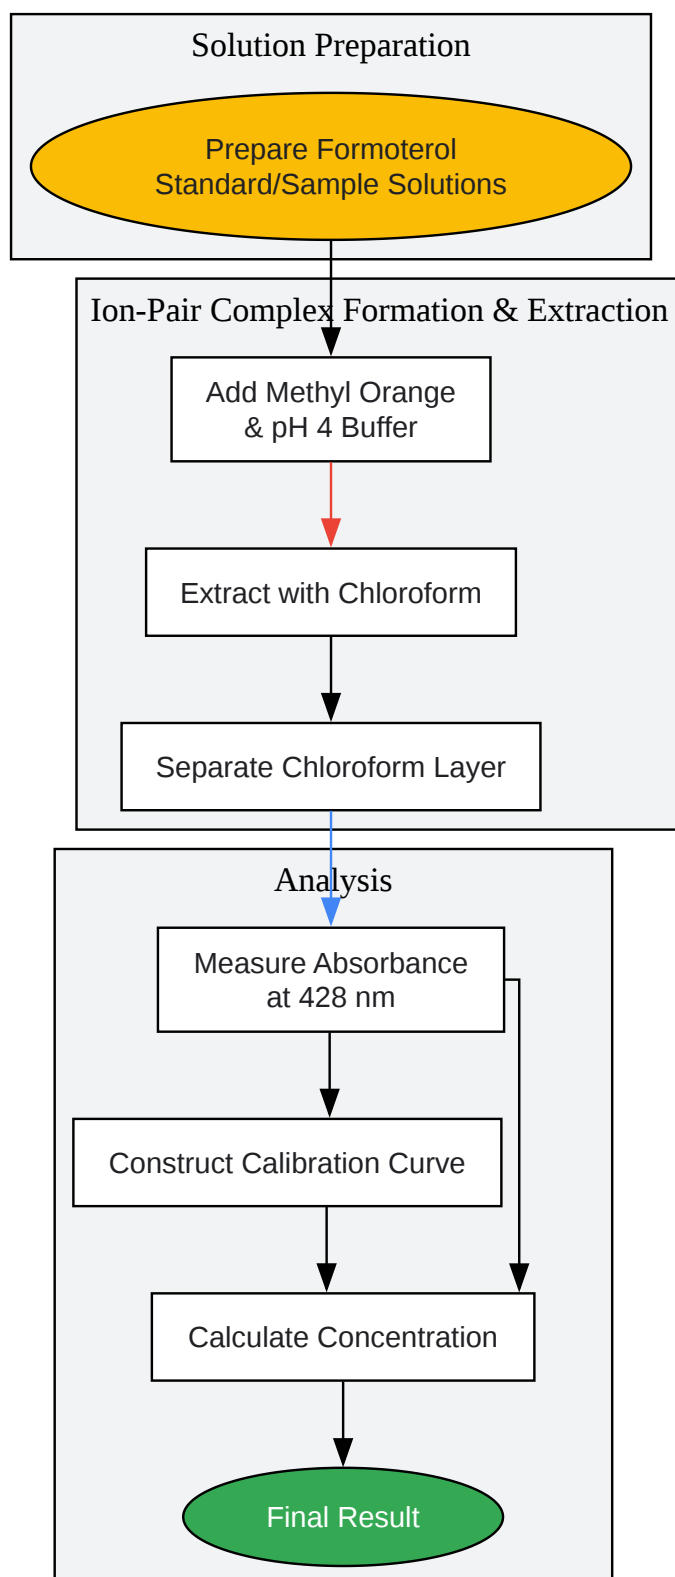 Solution Preparation
Prepare Formoterol
Standard/Sample Solutions
Ion-Pair Complex Formation & Extraction
Add Methyl Orange
& pH 4 Buffer
Extract with Chloroform
Separate Chloroform Layer
Analysis
Measure Absorbance
at 428 nm
Construct Calibration Curve
Calculate Concentration
Final Result